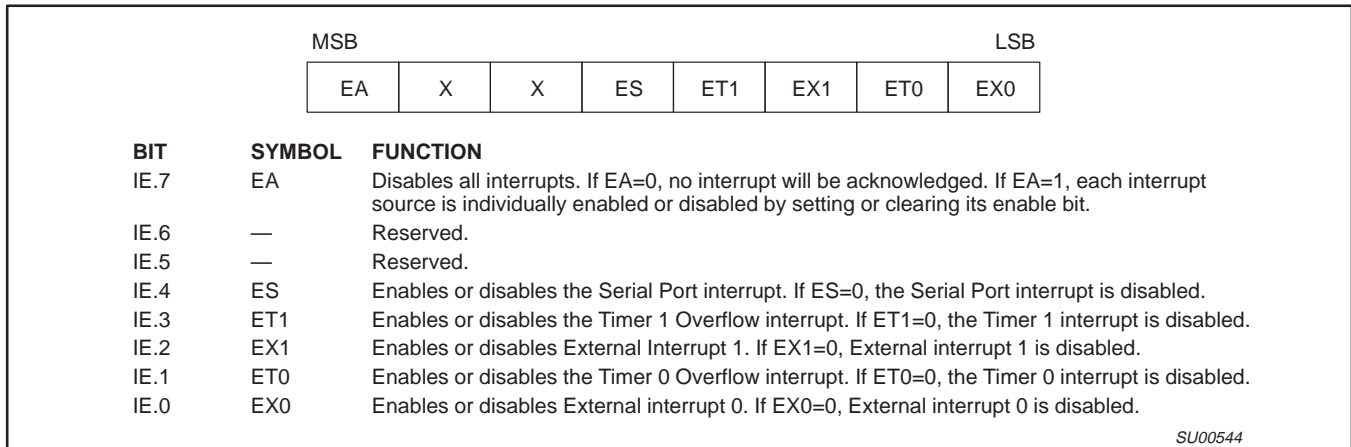 MSB LSB
EA X X ES ET1 EX1 ET0 EX0
BIT SYMBOL FUNCTION
IE.7 EA Disables all interrupts. If EA=0, no interrupt will be acknowledged. If EA=1, each interrupt
source is individually enabled or disabled by setting or clearing its enable bit.
IE.6 — Reserved.
IE.5 — Reserved.
IE.4 ES Enables or disables the Serial Port interrupt. If ES=0, the Serial Port interrupt is disabled.
IE.3 ET1 Enables or disables the Timer 1 Overflow interrupt. If ET1=0, the Timer 1 interrupt is disabled.
IE.2 EX1 Enables or disables External Interrupt 1. If EX1=0, External interrupt 1 is disabled.
IE.1 ET0 Enables or disables the Timer 0 Overflow interrupt. If ET0=0, the Timer 0 interrupt is disabled.
IE.0 EX0 Enables or disables External interrupt 0. If EX0=0, External interrupt 0 is disabled.
SU00544